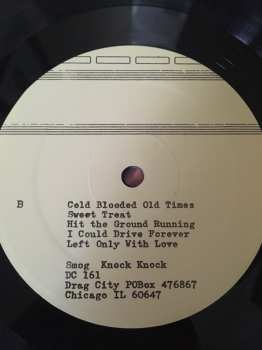 B
Cold Blooded Old Times
Sweet Treat
Hit the Ground Running
I Could Drive Forever
Left Only With Love
Smog Knock Knock
DC 161
Drag City POBox 476867
Chicago IL 60647